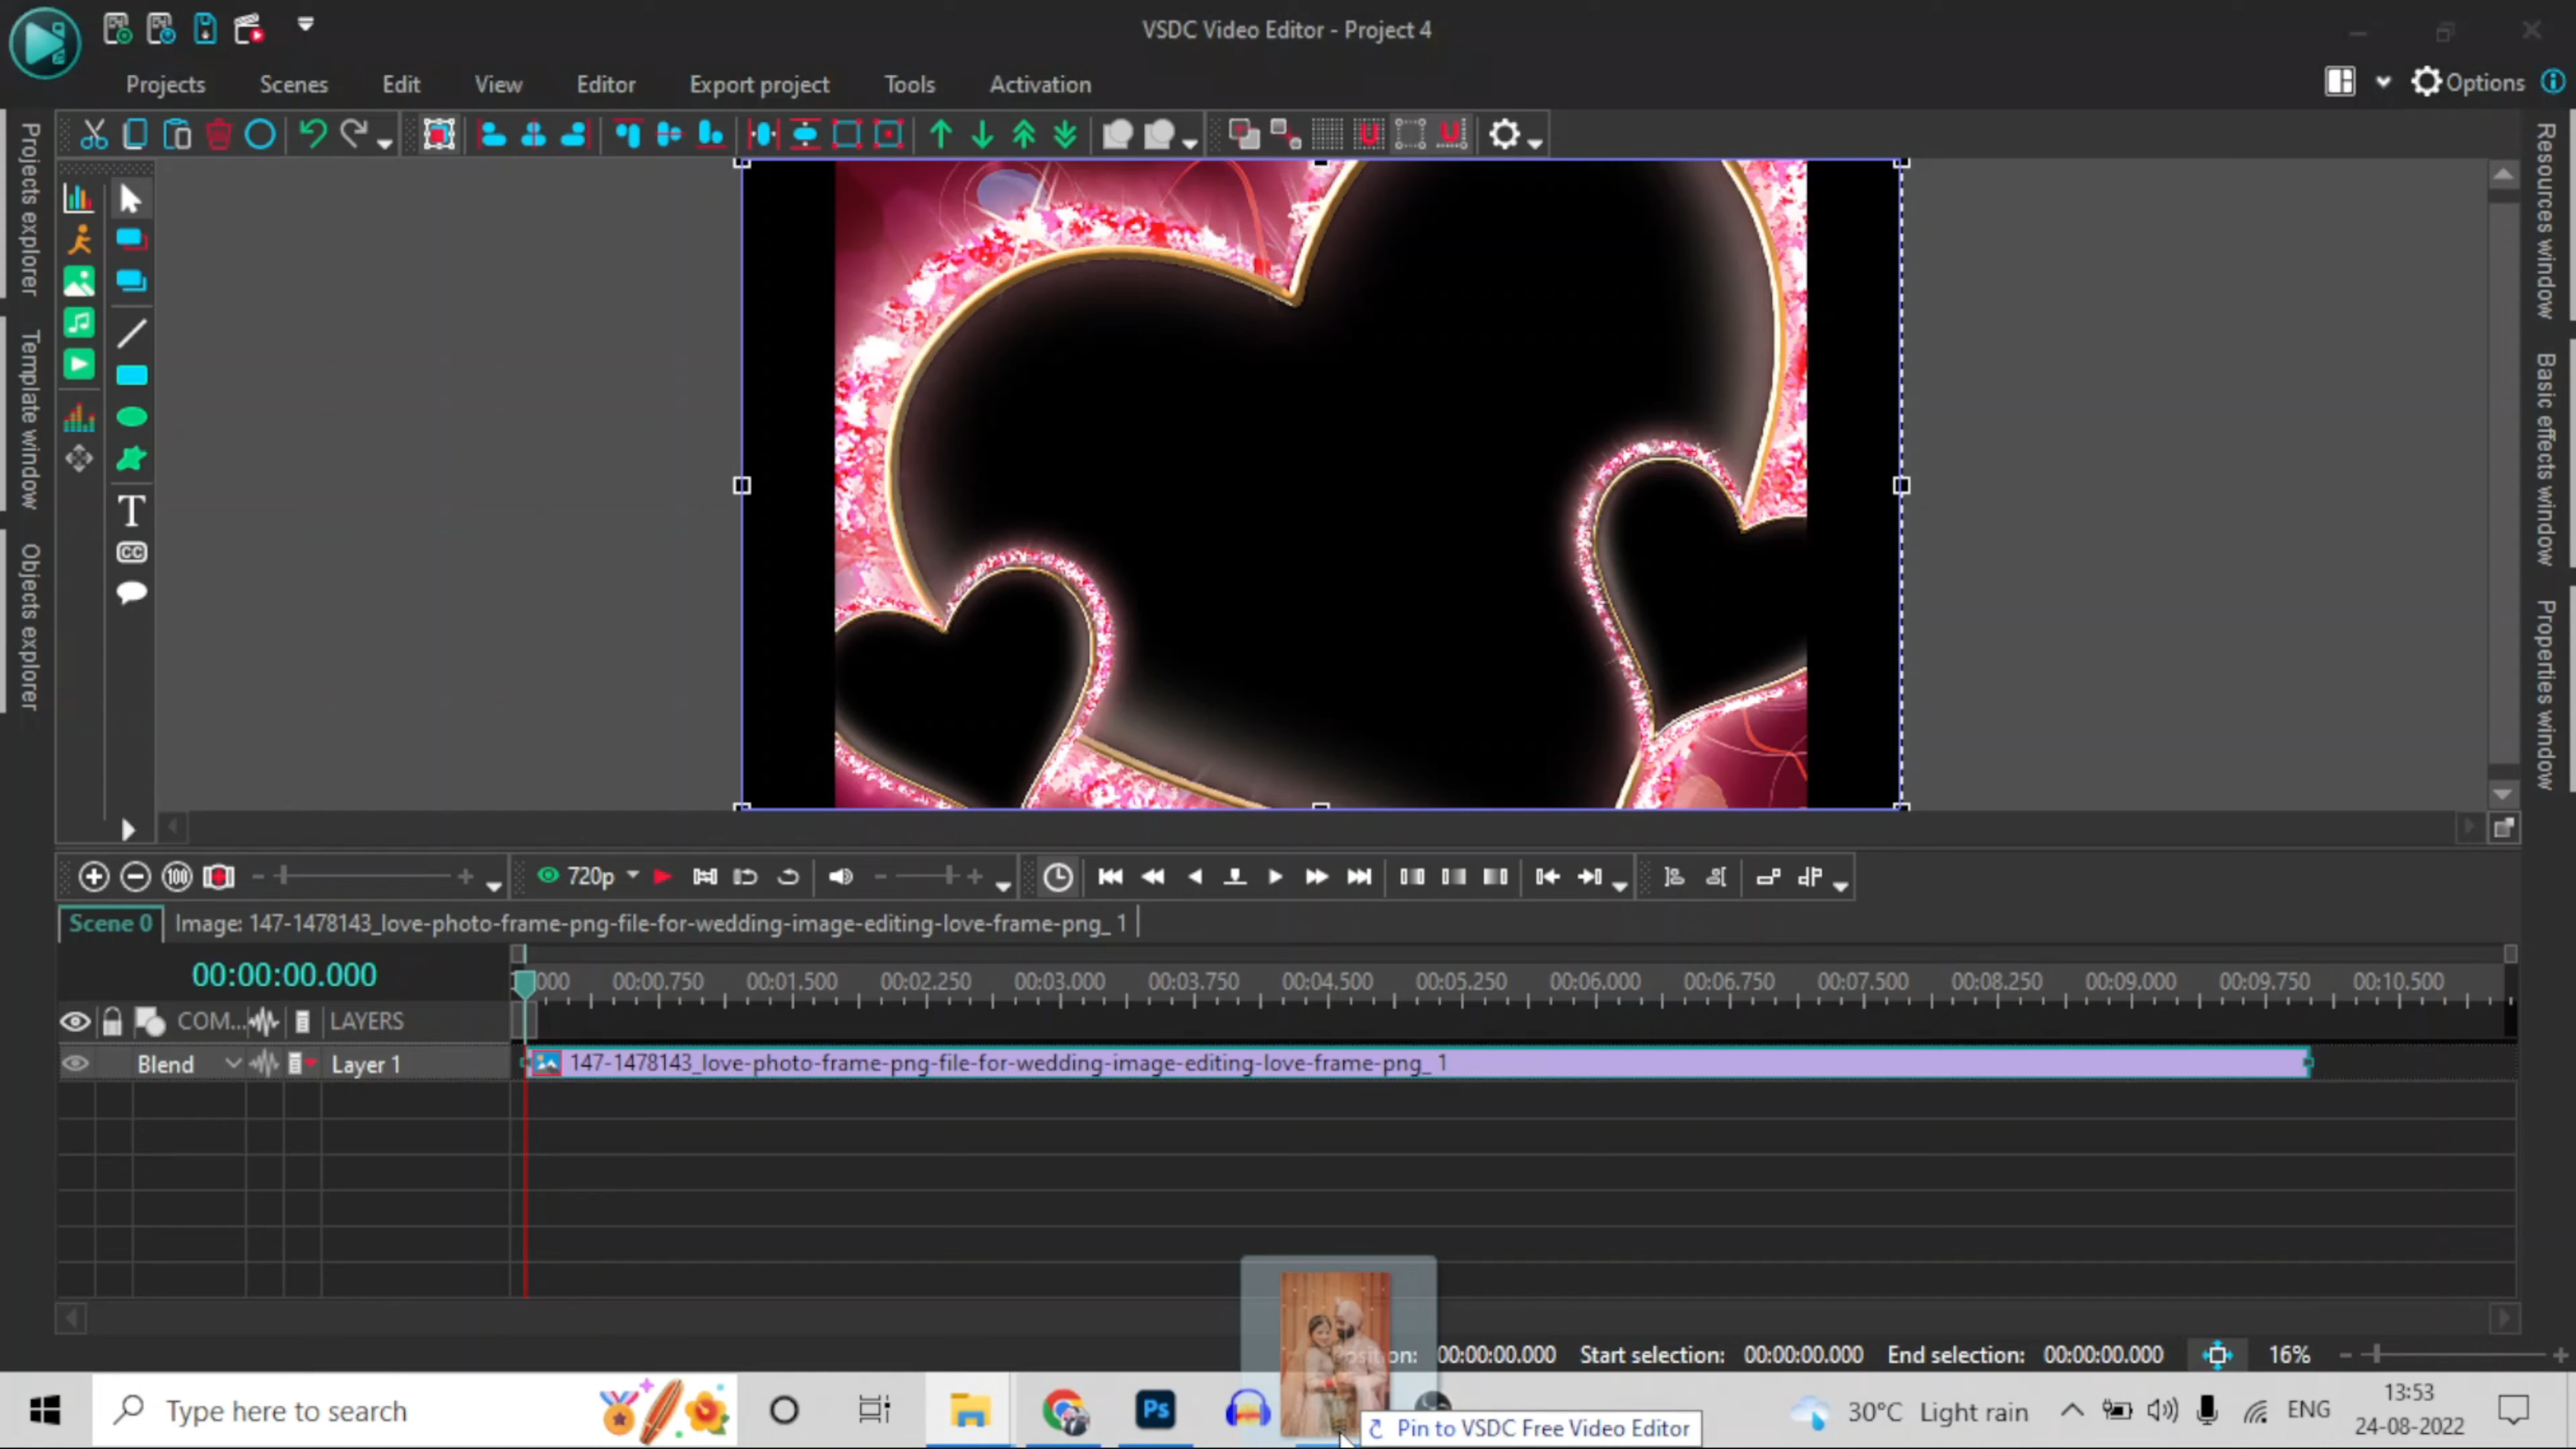 VSDC Video Editor - Project 4
Projects
Scenes
Edit
View
Editor
Export project
Tools
Activation
Options
Projects explorer
Template window
Objects explorer
Resources window
Basic effects window
Properties window
T
CC
720p
Scene 0
Image: 147-1478143_love-photo-frame-png-file-for-wedding-image-editing-love-frame-png_ 1
00:00:00.000
000
00:00.750
00:01.500
00:02.250
00:03.000
00:03.750
00:04.500
00:05.250
00:06.000
00:06.750
00:07.500
00:08.250
00:09.000
00:09.750
00:10.500
COM...
LAYERS
Blend
Layer 1
147-1478143_love-photo-frame-png-file-for-wedding-image-editing-love-frame-png_ 1
00:00:00.000
Start selection:
00:00:00.000
End selection:
00:00:00.000
16%
Type here to search
Ps
Pin to VSDC Free Video Editor
30°C
Light rain
ENG
13:53
24-08-2022